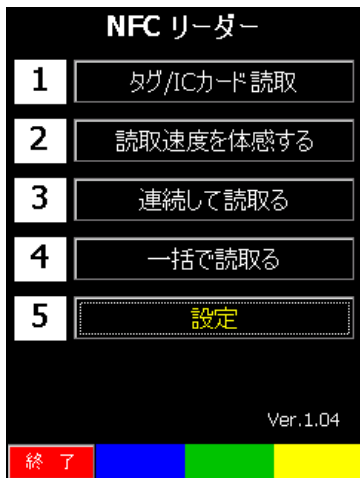 NFC リーダー
1 タグ/ICカード読取
2 読取速度を体感する
3 連続して読取る
4 一括で読取る
5 設定
Ver.1.04
終 了